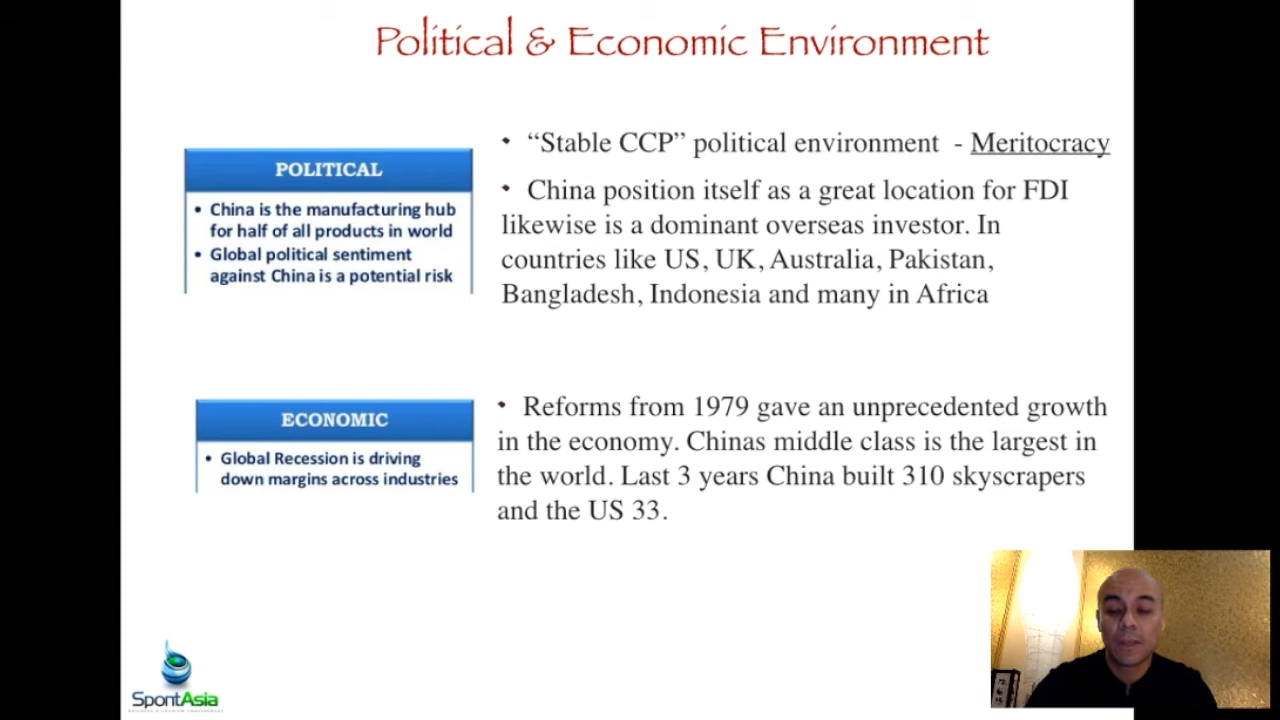 Political & Economic Environment
POLITICAL
• China is the manufacturing hub
for half of all products in world
• Global political sentiment
against China is a potential risk
• “Stable CCP” political environment - Meritocracy
• China position itself as a great location for FDI
likewise is a dominant overseas investor. In
countries like US, UK, Australia, Pakistan,
Bangladesh, Indonesia and many in Africa
ECONOMIC
• Global Recession is driving
down margins across industries
• Reforms from 1979 gave an unprecedented growth
in the economy. Chinas middle class is the largest in
the world. Last 3 years China built 310 skyscrapers
and the US 33.
SpontAsia